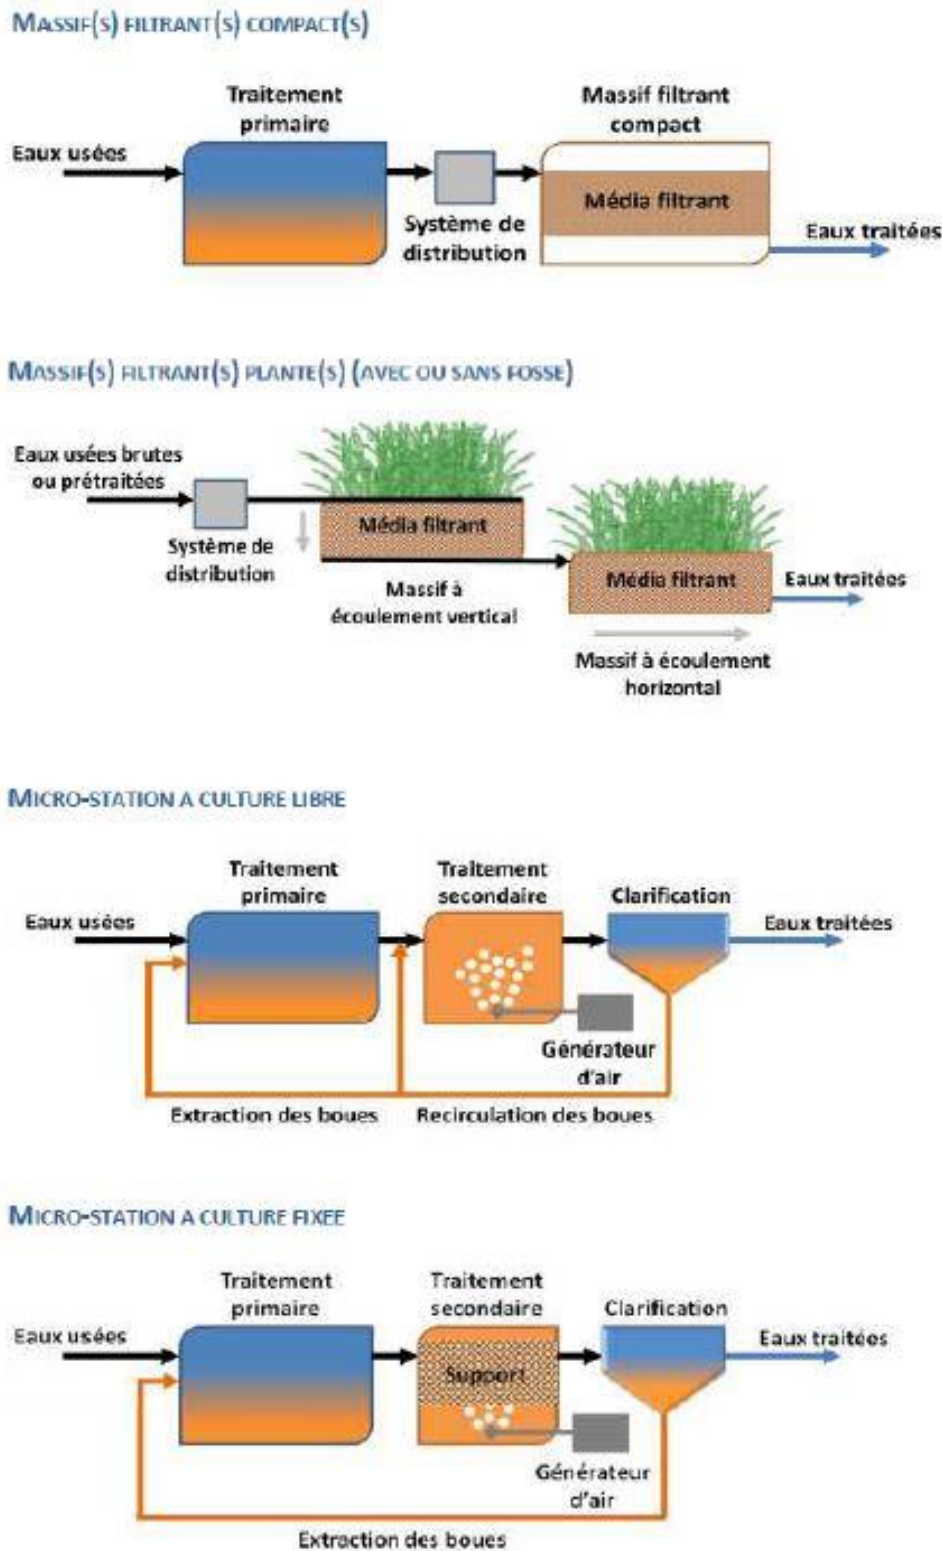 MASSIF(S) FILTRANT(S) COMPACT(S)
Traitement
primaire
Massif filtrant
compact
Eaux usées
Média filtrant
Système de
distribution
Eaux traitées
MASSIF(S) FILTRANT(S) PLANTE(S) (AVEC OU SANS FOSSE)
Eaux usées brutes
ou prétraitées
Média filtrant
Système de
distribution
Massif à
écoulement vertical
Média filtrant
Eaux traitées
Massif à écoulement
horizontal
MICRO-STATION A CULTURE LIBRE
Traitement
primaire
Traitement
secondaire
Clarification
Eaux usées
Eaux traitées
Générateur
d'air
Extraction des boues
Recirculation des boues
MICRO-STATION A CULTURE FIXEE
Traitement
primaire
Traitement
secondaire
Clarification
Eaux usées
Eaux traitées
Support
Générateur
d'air
Extraction des boues